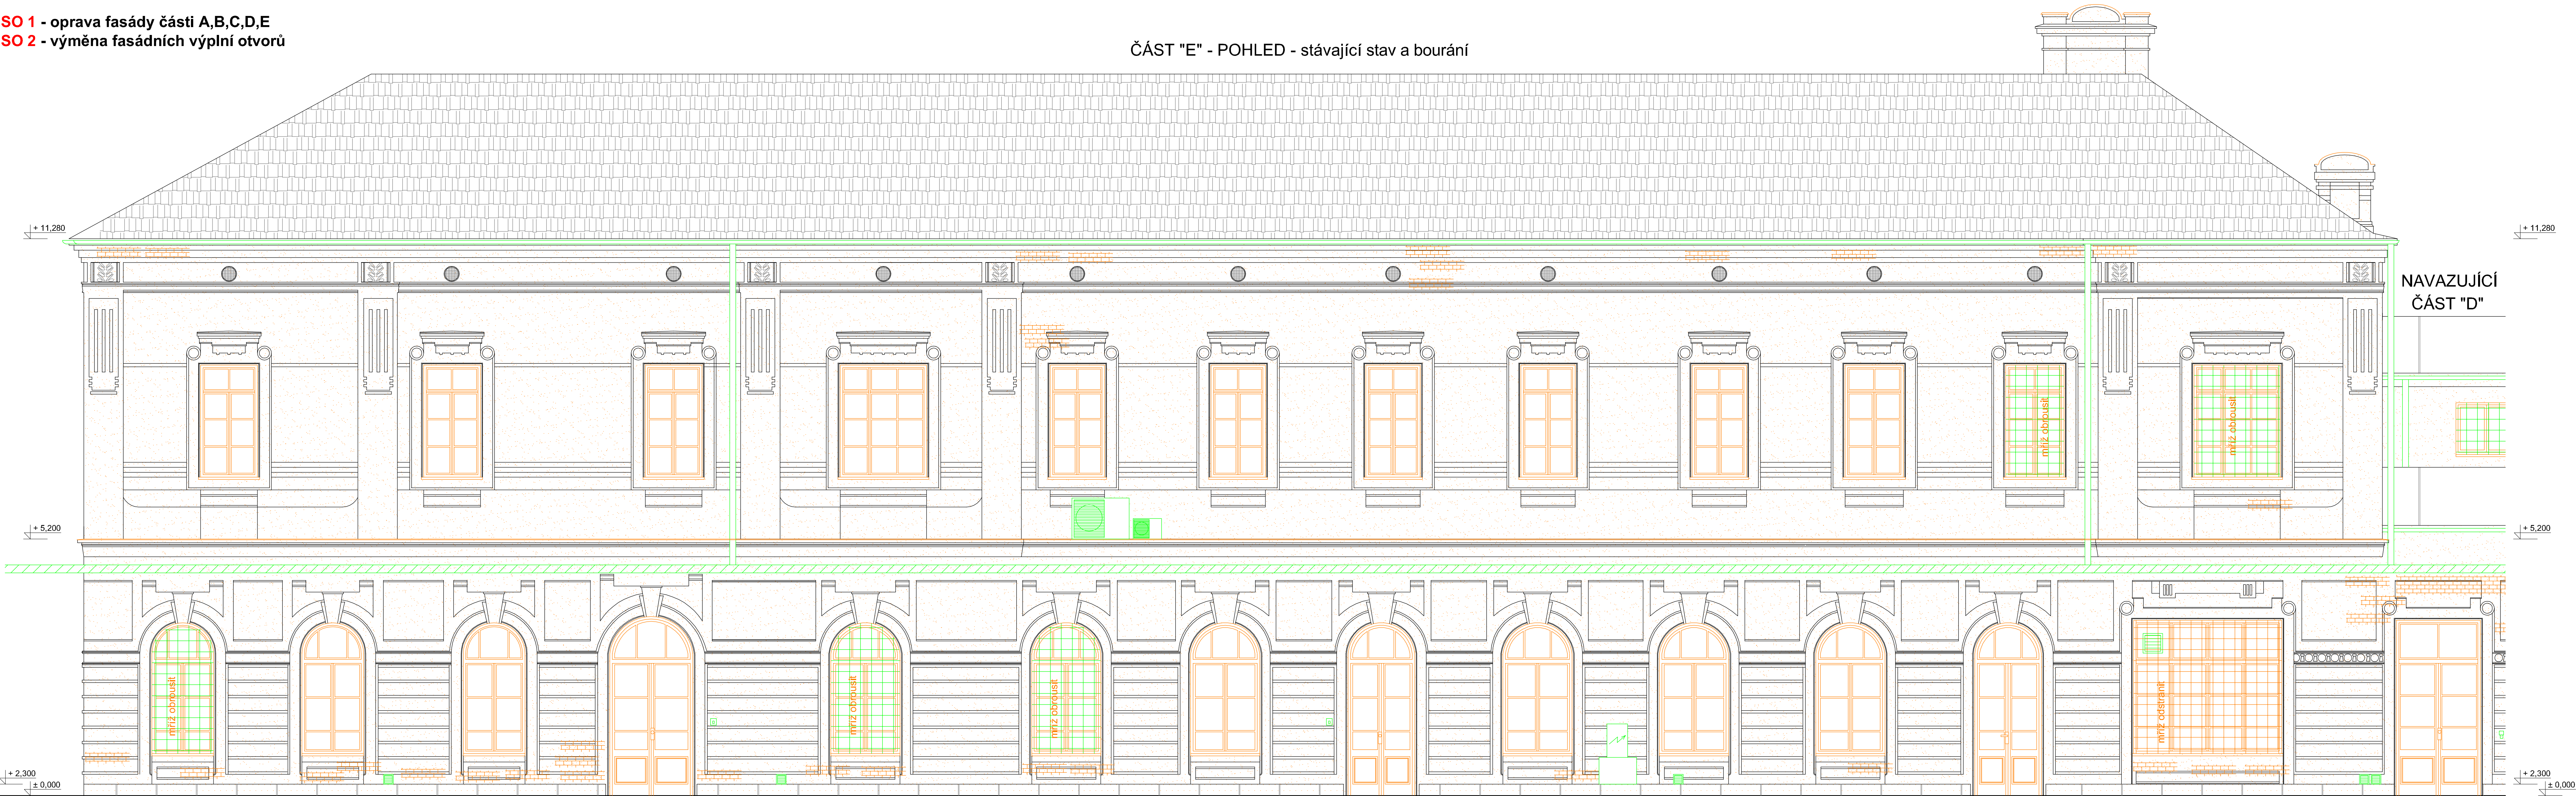 SO 1 - oprava fasády části A,B,C,D,E
SO 2 - výměna fasádních výplní otvorů
ČÁST "E" - POHLED - stávající stav a bourání
+ 11,280
+ 11,280
NAVAZUJÍCÍ
ČÁST "D"
mříž obrousit
mříž obrousit
+ 5,200
+ 5,200
mříž obrousit
mříž obrousit
mříž obrousit
mříž odstranit
+ 2,300
± 0,000
+ 2,300
± 0,000